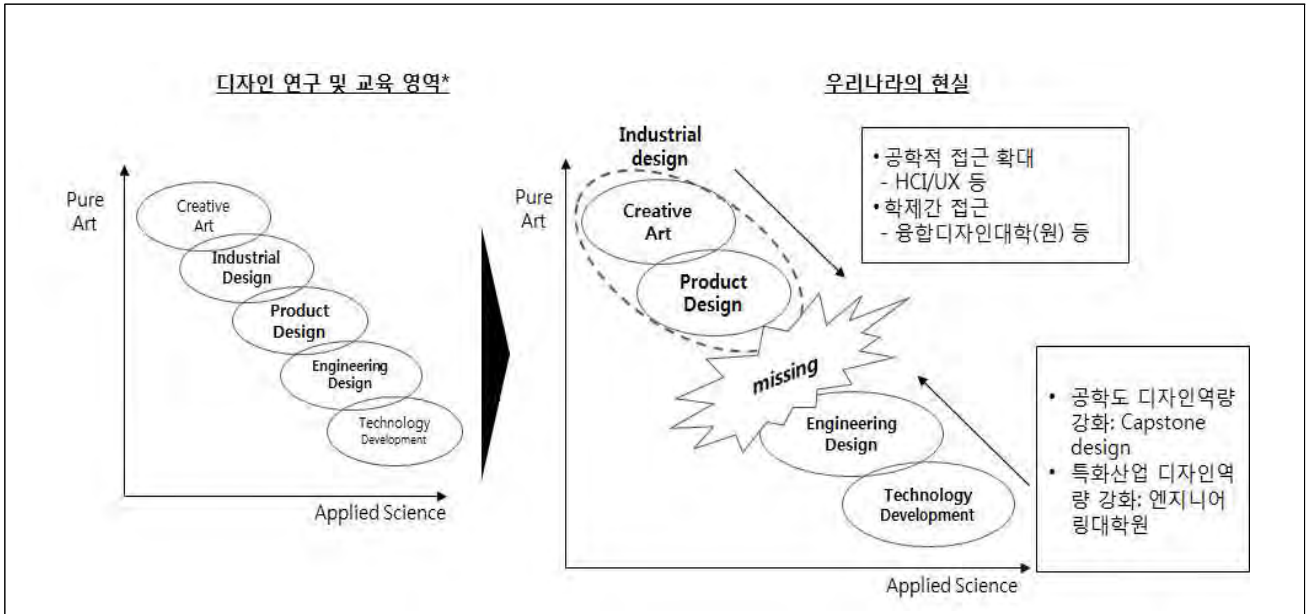 디자인 연구 및 교육 영역*
Pure
Art
Creative
Art
Industrial
Design
Product
Design
Engineering
Design
Technology
Development
Applied Science
우리나라의 현실
Industrial
design
Pure
Art
Creative
Art
Product
Design
missing
Engineering
Design
Technology
Development
Applied Science
•공학적 접근 확대
- HCI/UX 등
•학제간 접근
- 융합디자인대학(원) 등
• 공학도 디자인역량
강화: Capstone
design
• 특화산업 디자인역
량 강화: 엔지니어
링대학원